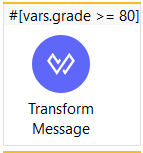 #[vars.grade >= 80]
Transform
Message